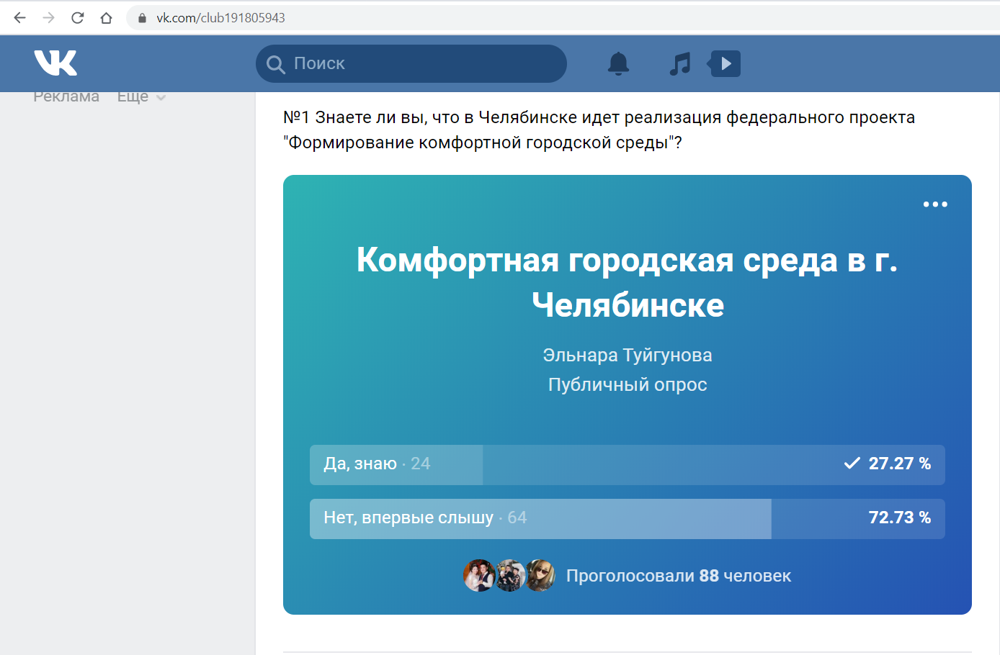 vk.com/club191805943
Поиск
Реклама Ещё
№1 Знаете ли вы, что в Челябинске идет реализация федерального проекта
"Формирование комфортной городской среды"?
Комфортная городская среда в г.
Челябинске
Эльнара Туйгунова
Публичный опрос
Да, знаю · 24 27.27 %
Нет, впервые слышу · 64 72.73 %
Проголосовали 88 человек